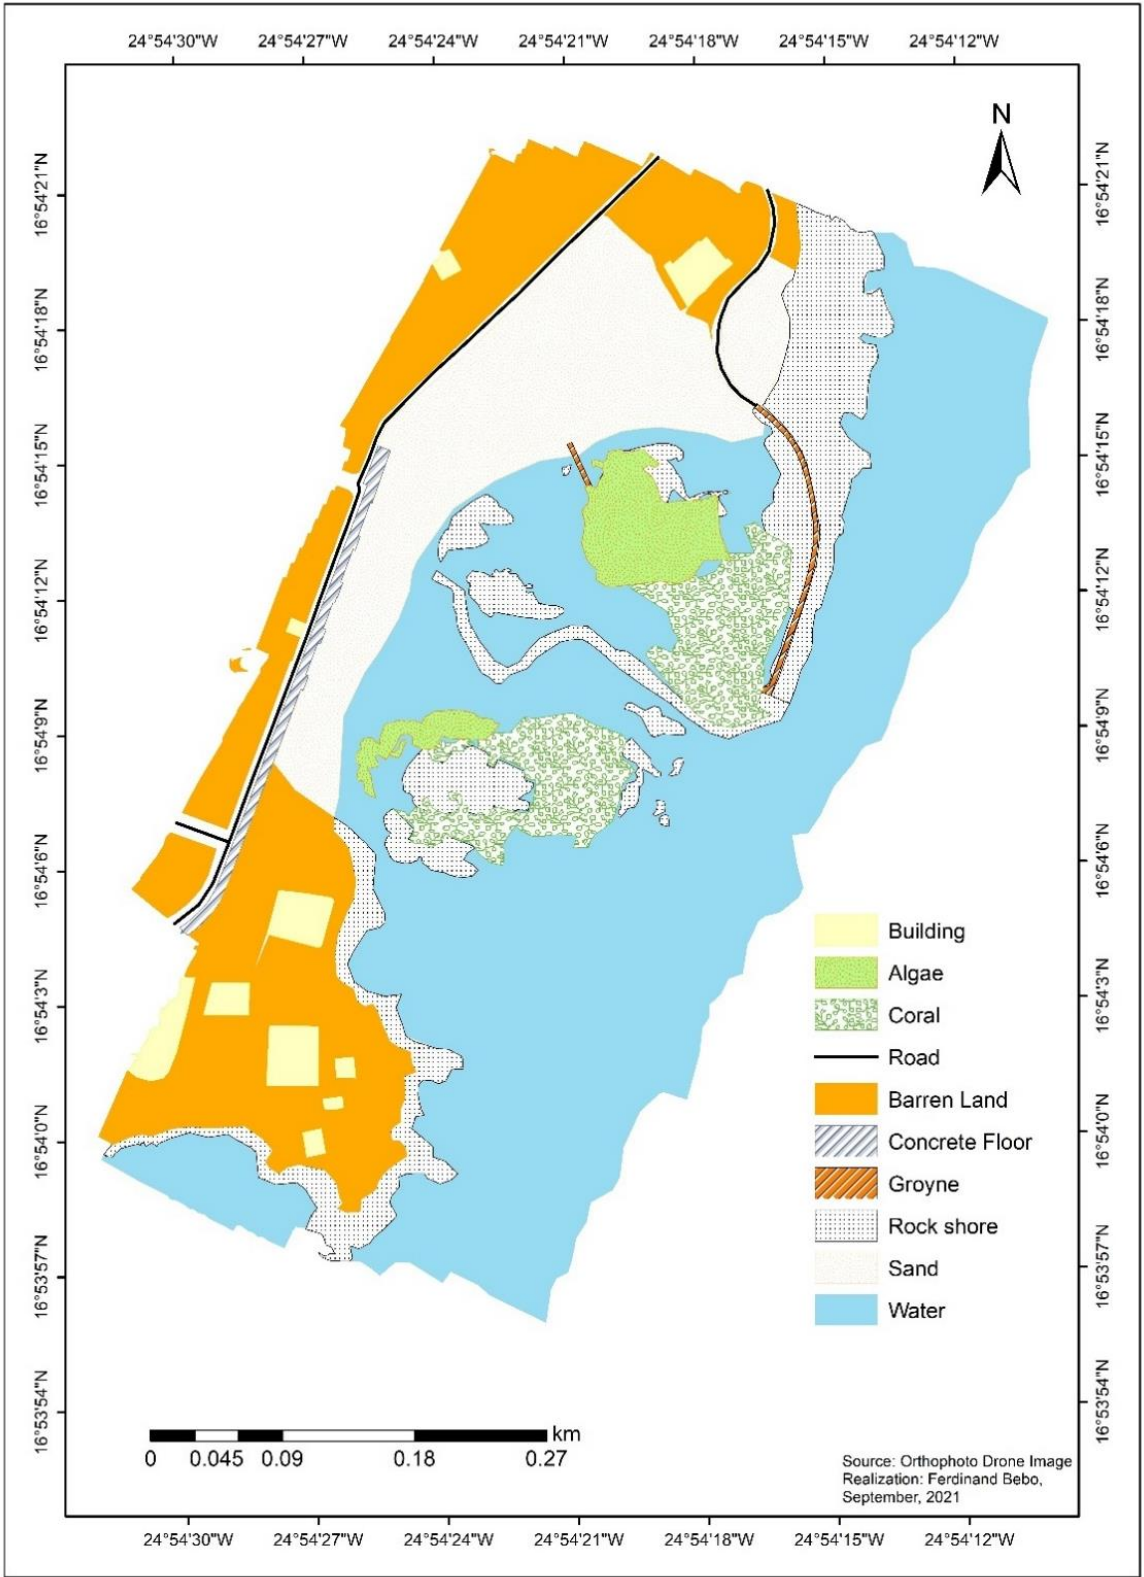 24°54'30"W 24°54'27"W 24°54'24"W 24°54'21"W 24°54'18"W 24°54'15"W 24°54'12"W
N
16°54'21"N 16°54'21"N
16°54'18"N 16°54'18"N
16°54'15"N 16°54'15"N
16°54'12"N 16°54'12"N
16°54'9"N 16°54'9"N
16°54'6"N 16°54'6"N
16°54'3"N 16°54'3"N
16°54'0"N 16°54'0"N
16°53'57"N 16°53'57"N
16°53'54"N 16°53'54"N
Building
Algae
Coral
Road
Barren Land
Concrete Floor
Groyne
Rock shore
Sand
Water
km
0 0.045 0.09 0.18 0.27
Source: Orthophoto Drone Image
Realization: Ferdinand Bebo,
September, 2021
24°54'30"W 24°54'27"W 24°54'24"W 24°54'21"W 24°54'18"W 24°54'15"W 24°54'12"W